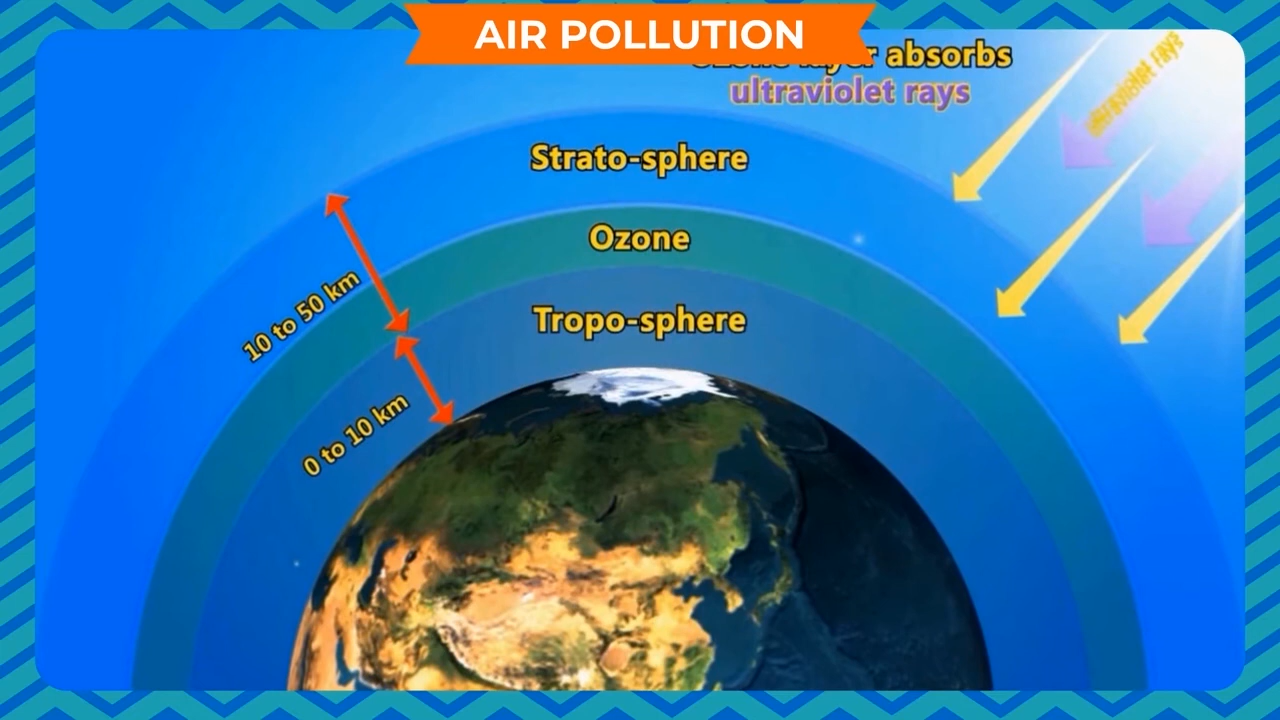 AIR POLLUTION
layer absorbs
ultraviolet rays
ultraviolet rays
Strato-sphere
Ozone
10 to 50 km
Tropo-sphere
0 to 10 km